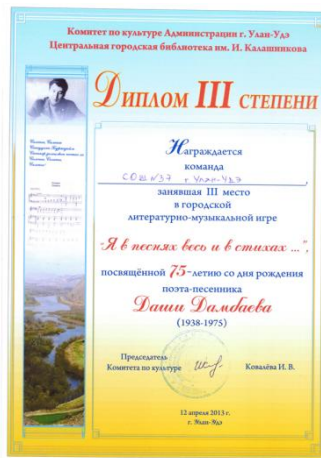 Комитет по культуре Администрации г. Улан-Удэ
Центральная городская библиотека им. И. Калашникова
Диплом III степени
Награждается
команда
СОШ №37 г. Улан-Удэ
занявшая III место
в городской
литературно-музыкальной игре
"Я в песнях весь и в стихах ...",
посвящённой 75-летию со дня рождения
поэта-песенника
Даши Дамбаева
(1938-1975)
Председатель
Комитета по культуре
Ковалёва И. В.
12 апреля 2013 г.
г. Улан-Удэ